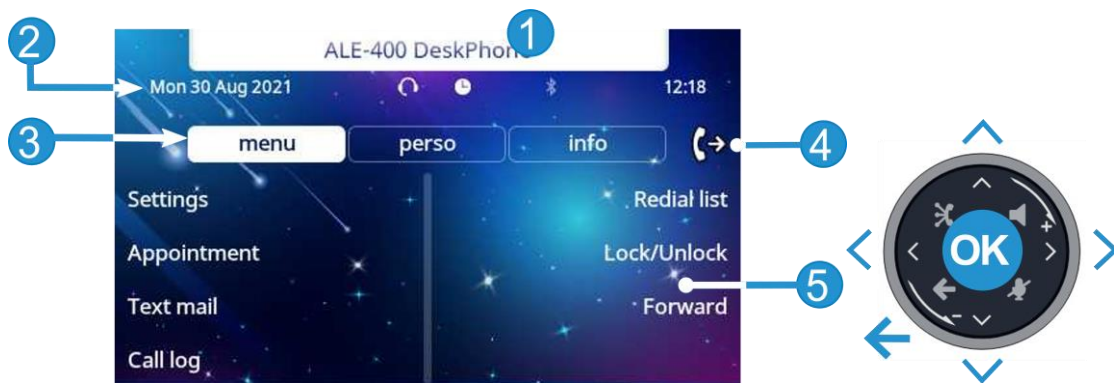 1
ALE-400 DeskPhone
2
Mon 30 Aug 2021
12:18
3
menu
perso
info
4
Settings
Redial list
Appointment
Lock/Unlock
OK
5
Text mail
Forward
Call log